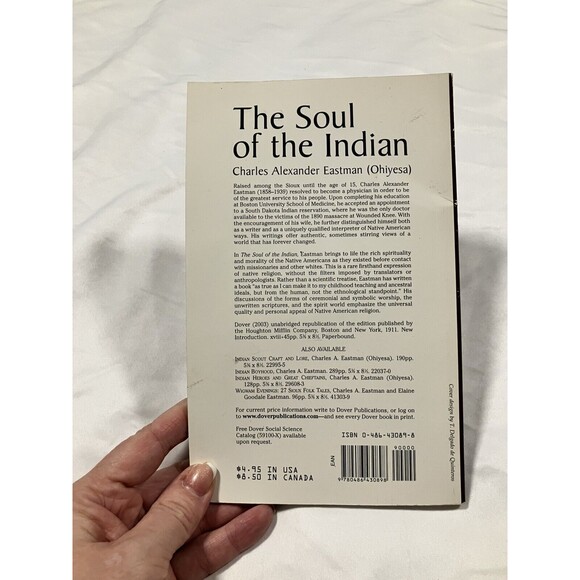 The Soul
of the Indian
Charles Alexander Eastman (Ohiyesa)
Raised among the Sioux until the age of 15, Charles Alexander
Eastman (1858–1939) resolved to become a physician in order to be
of the greatest service to his people. Upon completing his education
at Boston University School of Medicine, he accepted an appointment
to a South Dakota Indian reservation, where he was the only doctor
available to the victims of the 1890 massacre at Wounded Knee. With
the encouragement of his wife, he further distinguished himself both
as a writer and as a uniquely qualified interpreter of Native American
ways. His writings offer authentic, sometimes stirring views of a
world that has forever changed.
In The Soul of the Indian, Eastman brings to life the rich spirituality
and morality of the Native Americans as they existed before contact
with missionaries and other whites. This is a rare firsthand expression
of native religion, without the filters imposed by translators or
anthropologists. Rather than a scientific treatise, Eastman has written
a book "as true as I can make it to my childhood teaching and ancestral
ideals, but from the human, not the ethnological standpoint." His
discussions of the forms of ceremonial and symbolic worship, the
unwritten scriptures, and the spirit world emphasize the universal
quality and personal appeal of Native American religion.
Dover (2003) unabridged republication of the edition published by
the Houghton Mifflin Company, Boston and New York, 1911. New
Introduction. xviii+45pp. 5⅜ x 8½. Paperbound.
ALSO AVAILABLE
INDIAN SCOUT CRAFT AND LORE, Charles A. Eastman (Ohiyesa). 190pp.
5⅜ x 8½. 22995-5
INDIAN BOYHOOD, Charles A. Eastman. 289pp. 5⅜ x 8½. 22037-0
INDIAN HEROES AND GREAT CHIEFTAINS, Charles A. Eastman (Ohiyesa).
128pp. 5⅜ x 8½. 29608-3
WIGWAM EVENINGS: 27 SIOUX FOLK TALES, Charles A. Eastman and Elaine
Goodale Eastman. 96pp. 5⅜ x 8½. 41303-9
For current price information write to Dover Publications, or log on
to www.doverpublications.com—and see every Dover book in print.
Free Dover Social Science
Catalog (59100-X) available
upon request.
ISBN 0-486-43089-8
90000
EAN
9 780486 430898
$4.95 IN USA
$8.50 IN CANADA
Cover design by T. Delgado de Quinteros